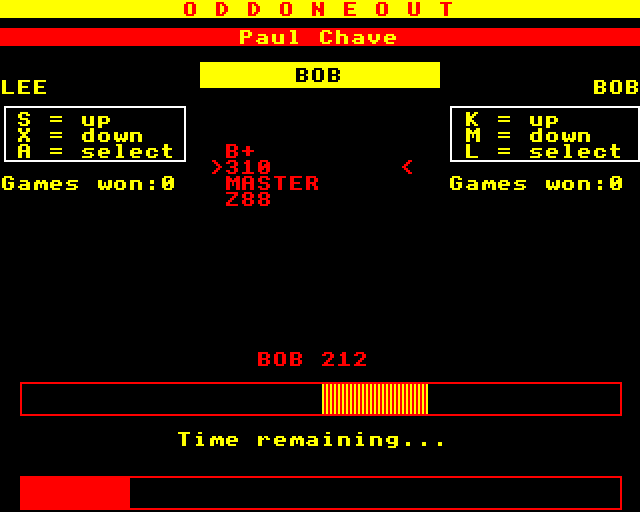 O D D O N E O U T
Paul Chave
BOB
LEE
BOB
S = up
X = down
A = select
K = up
M = down
L = select
B+
>310 <
MASTER
Z88
Games won:0
Games won:0
BOB 212
Time remaining...